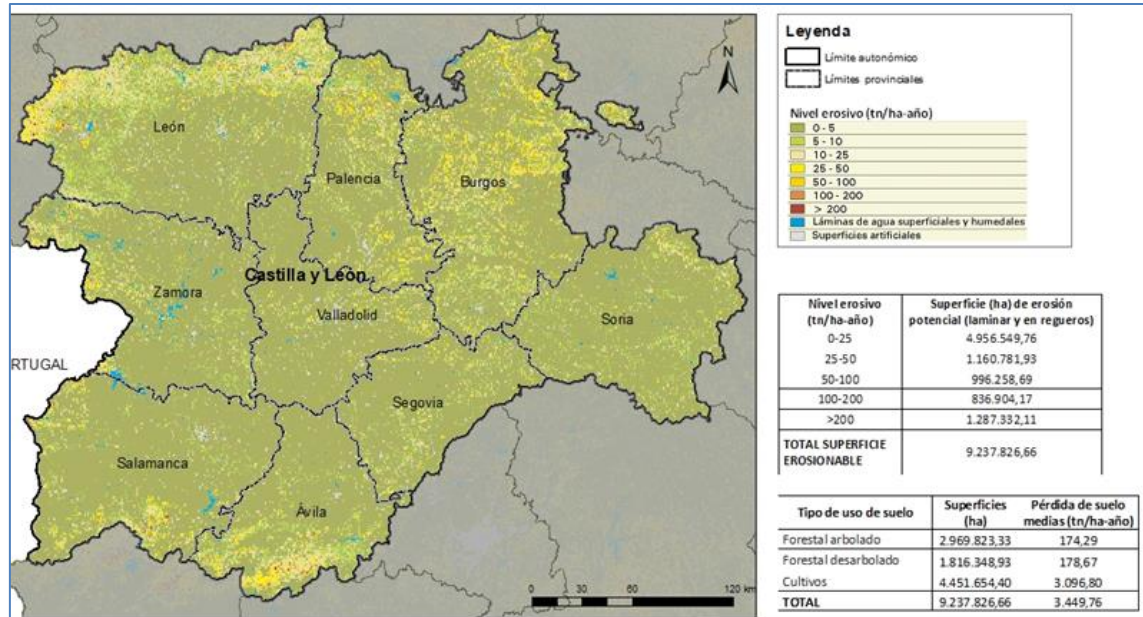 N
León
Palencia
Burgos
Castilla y León
Zamora
Valladolid
Soria
RTUGAL
Segovia
Salamanca
Ávila
0 30 60 120 km
Leyenda
Límite autonómico
Límites provinciales
Nivel erosivo (tn/ha-año)
0 - 5
5 - 10
10 - 25
25 - 50
50 - 100
100 - 200
> 200
Láminas de agua superficiales y humedales
Superficies artificiales
Nivel erosivo Superficie (ha) de erosión
(tn/ha-año) potencial (laminar y en regueros)
0-25 4.956.549,76
25-50 1.160.781,93
50-100 996.258,69
100-200 836.904,17
>200 1.287.332,11
TOTAL SUPERFICIE
EROSIONABLE 9.237.826,66
Tipo de uso de suelo Superficies Pérdida de suelo
(ha) medias (tn/ha-año)
Forestal arbolado 2.969.823,33 174,29
Forestal desarbolado 1.816.348,93 178,67
Cultivos 4.451.654,40 3.096,80
TOTAL 9.237.826,66 3.449,76